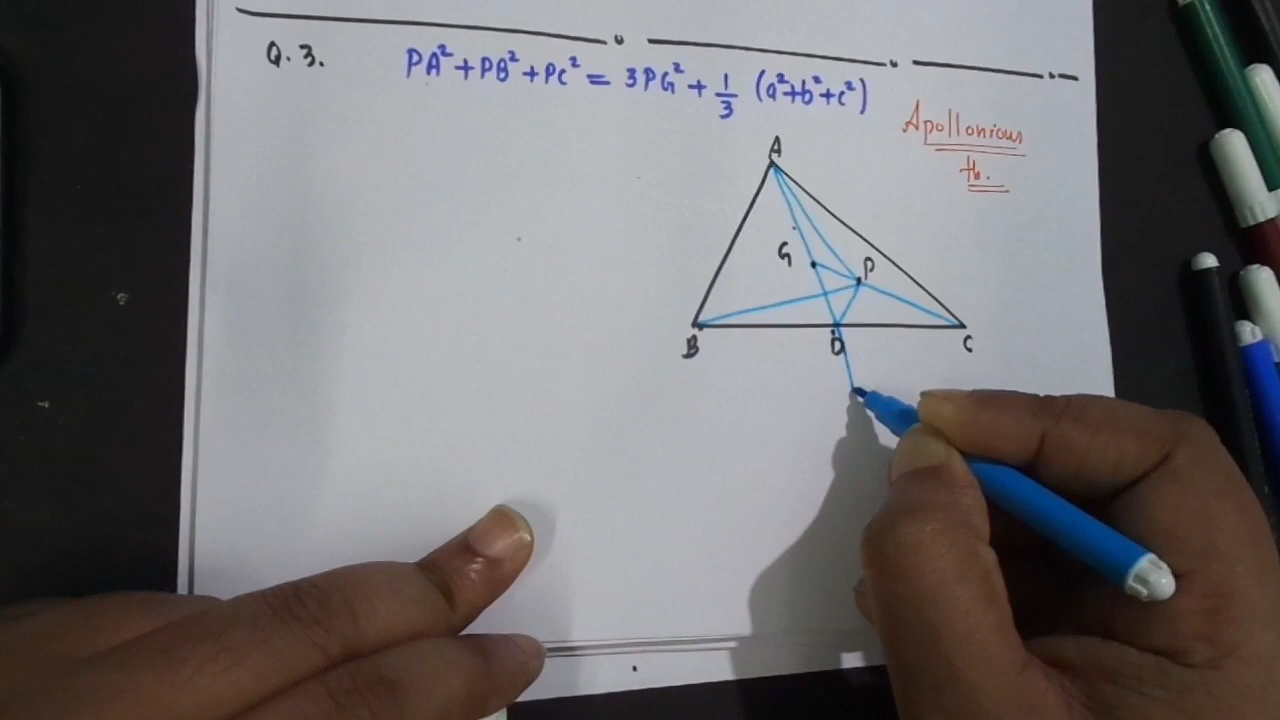 Q.3. PA²+PB²+PC² = 3PG² + 1/3 (a²+b²+c²)
Apollonious
th.
A
G P
B D C